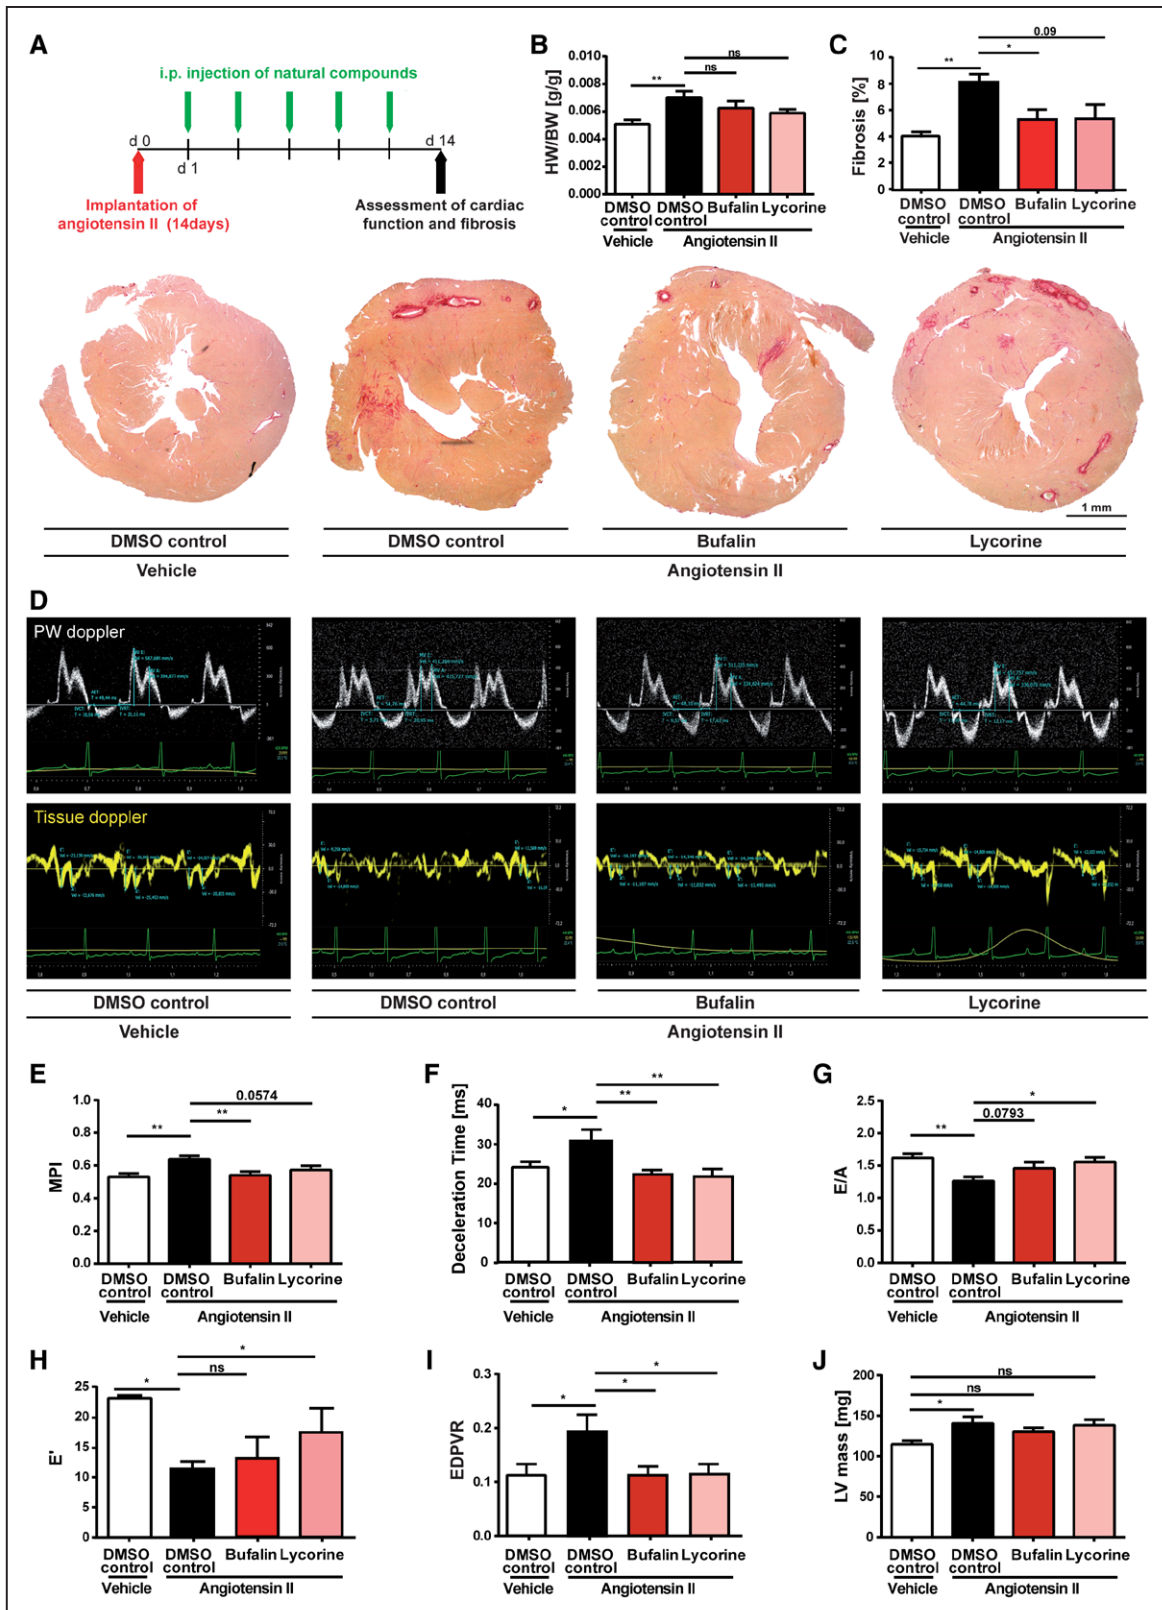 A
i.p. injection of natural compounds
d 0
d 1
d 14
Implantation of
angiotensin II (14days)
Assessment of cardiac
function and fibrosis
B
HW/BW [g/g]
0.010
0.008
0.006
0.004
0.002
0.000
**
ns
ns
DMSO
control
DMSO
control
Bufalin
Lycorine
Vehicle
Angiotensin II
C
Fibrosis [%]
10
8
6
4
2
0
**
*
0.09
DMSO
control
DMSO
control
Bufalin
Lycorine
Vehicle
Angiotensin II
1 mm
DMSO control
DMSO control
Bufalin
Lycorine
Vehicle
Angiotensin II
D
PW doppler
Tissue doppler
DMSO control
DMSO control
Bufalin
Lycorine
Vehicle
Angiotensin II
E
MPI
1.0
0.8
0.6
0.4
0.2
0.0
**
**
0.0574
DMSO
control
DMSO
control
Bufalin
Lycorine
Vehicle
Angiotensin II
F
Deceleration Time [ms]
40
30
20
10
0
*
**
**
DMSO
control
DMSO
control
Bufalin
Lycorine
Vehicle
Angiotensin II
G
E/A
2.5
2.0
1.5
1.0
0.5
0.0
**
0.0793
*
DMSO
control
DMSO
control
Bufalin
Lycorine
Vehicle
Angiotensin II
H
E'
25
20
15
10
5
0
*
ns
*
DMSO
control
DMSO
control
Bufalin
Lycorine
Vehicle
Angiotensin II
I
EDPVR
0.3
0.2
0.1
0.0
*
*
*
DMSO
control
DMSO
control
Bufalin
Lycorine
Vehicle
Angiotensin II
J
LV mass [mg]
200
150
100
50
0
*
ns
ns
DMSO
control
DMSO
control
Bufalin
Lycorine
Vehicle
Angiotensin II